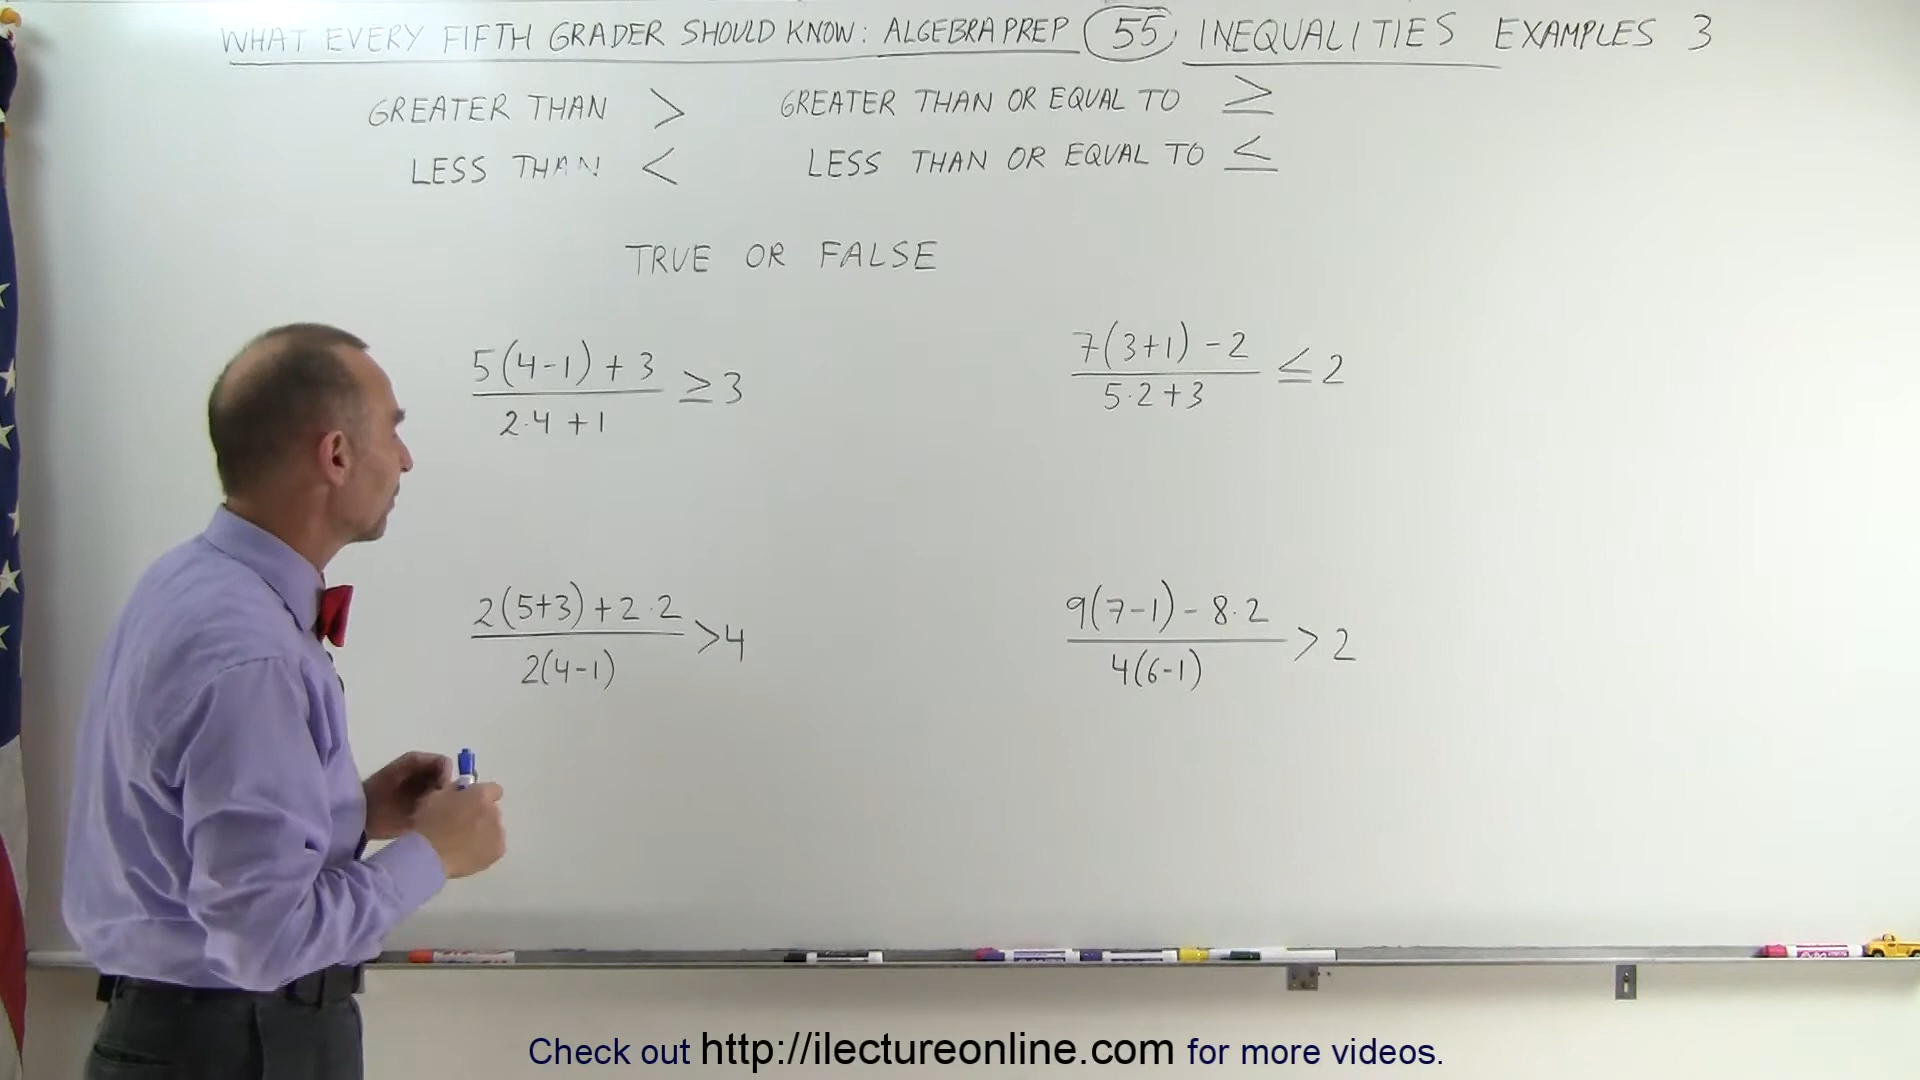 WHAT EVERY FIFTH GRADER SHOULD KNOW: ALGEBRA PREP 55 INEQUALITIES EXAMPLES 3
GREATER THAN > GREATER THAN OR EQUAL TO ≥
LESS THAN < LESS THAN OR EQUAL TO ≤
TRUE OR FALSE
5(4-1)+3 / 2·4+1 ≥ 3
7(3+1)-2 / 5·2+3 ≤ 2
2(5+3)+2·2 / 2(4-1) > 4
9(7-1)-8·2 / 4(6-1) > 2
Check out http://ilectureonline.com for more videos.